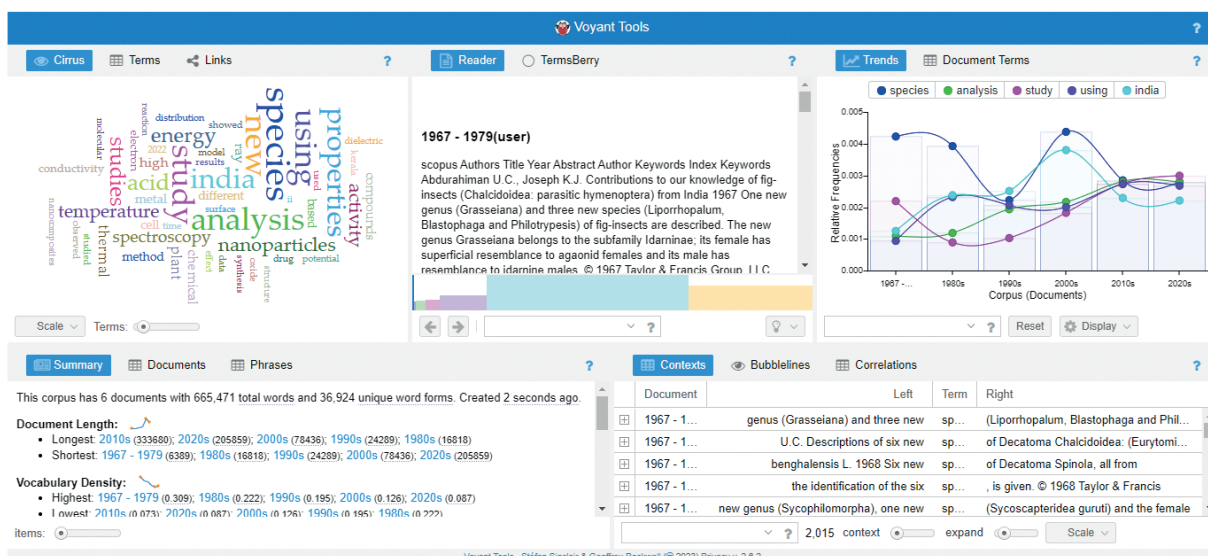 Voyant Tools
?
Cirrus Terms Links ?
Reader TermsBerry ?
Trends Document Terms ?
reaction distribution showed
molecular electron energy model
studies 2022 results ray
species new using properties dielectric
conductivity high study india kerala
acid metal different used activity compounds
temperature surface ii based
nanocomposites cell time analysis
observed studied thermal spectroscopy nanoparticles
method plant chemical effect data synthesis oxide drug structure potential
Scale Terms:
1967 - 1979(user)
scopus Authors Title Year Abstract Author Keywords Index Keywords
Abdurahiman U.C., Joseph K.J. Contributions to our knowledge of fig-
insects (Chalcidoidea: parasitic hymenoptera) from India 1967 One new
genus (Grasseiana) and three new species (Liporrhopalum,
Blastophaga and Philotrypesis) of fig-insects are described. The new
genus Grasseiana belongs to the subfamily Idarninae; its female has
superficial resemblance to agaonid females and its male has
resemblance to idarnine males. © 1967 Taylor & Francis Group, LLC
?
species analysis study using india
Relative Frequencies
0.005
0.004
0.003
0.002
0.001
0.000
1967 -... 1980s 1990s 2000s 2010s 2020s
Corpus (Documents)
? Reset Display
Summary Documents Phrases ?
This corpus has 6 documents with 665,471 total words and 36,924 unique word forms. Created 2 seconds ago.
Document Length:
• Longest: 2010s (333680); 2020s (205859); 2000s (78436); 1990s (24289); 1980s (16818)
• Shortest: 1967 - 1979 (6389); 1980s (16818); 1990s (24289); 2000s (78436); 2020s (205859)
Vocabulary Density:
• Highest: 1967 - 1979 (0.309); 1980s (0.222); 1990s (0.195); 2000s (0.126); 2020s (0.087)
• Lowest: 2010s (0.073); 2020s (0.087); 2000s (0.126); 1990s (0.195); 1980s (0.222)
items:
Contexts Bubblelines Correlations ?
Document Left Term Right
1967 - 1... genus (Grasseiana) and three new sp... (Liporrhopalum, Blastophaga and Phil...
1967 - 1... U.C. Descriptions of six new sp... of Decatoma Chalcidoidea: (Eurytomi...
1967 - 1... benghalensis L. 1968 Six new sp... of Decatoma Spinola, all from
1967 - 1... the identification of the six sp... , is given. © 1968 Taylor & Francis
1967 - 1... new genus (Sycophilomorpha), one new sp... (Sycoscapteridea guruti) and the female
? 2,015 context expand Scale